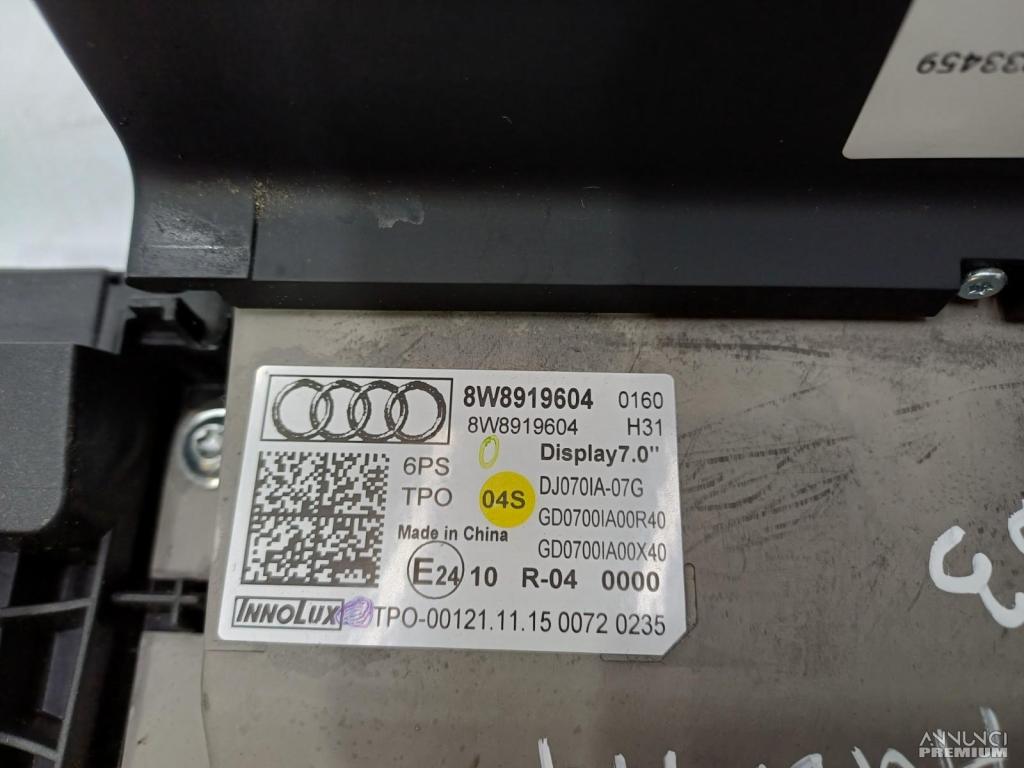 333459
8W8919604 0160
8W8919604 H31
Display7.0"
6PS
TPO
04S
DJ070IA-07G
GD0700IA00R40
Made in China
GD0700IA00X40
E24 10 R-04 0000
INNOLUX TPO-00121.11.15 0072 0235
ANNUNCI
PREMIUM